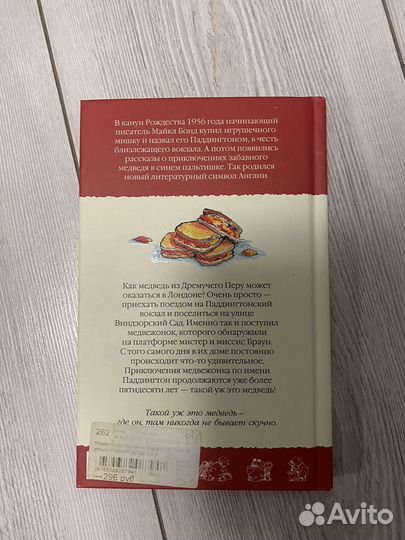 В канун Рождества 1956 года начинающий
писатель Майкл Бонд купил игрушечного
мишку и назвал его Паддингтоном, в честь
близлежащего вокзала. А потом появились
рассказы о приключениях забавного
медведя в синем пальтишке. Так родился
новый литературный символ Англии.
Как медведь из Дремучего Перу может
оказаться в Лондоне? Очень просто —
приехать поездом на Паддингтонский
вокзал и поселиться на улице
Виндзорский Сад. Именно так и поступил
медвежонок, которого обнаружили
на платформе мистер и миссис Браун.
С того самого дня в их доме постоянно
происходит что-то удивительное.
Приключения медвежонка по имени
Паддингтон продолжаются уже более
пятидесяти лет — такой уж это медведь!
Такой уж это медведь –
где он, там никогда не бывает скучно.
262
296 руб
Avito